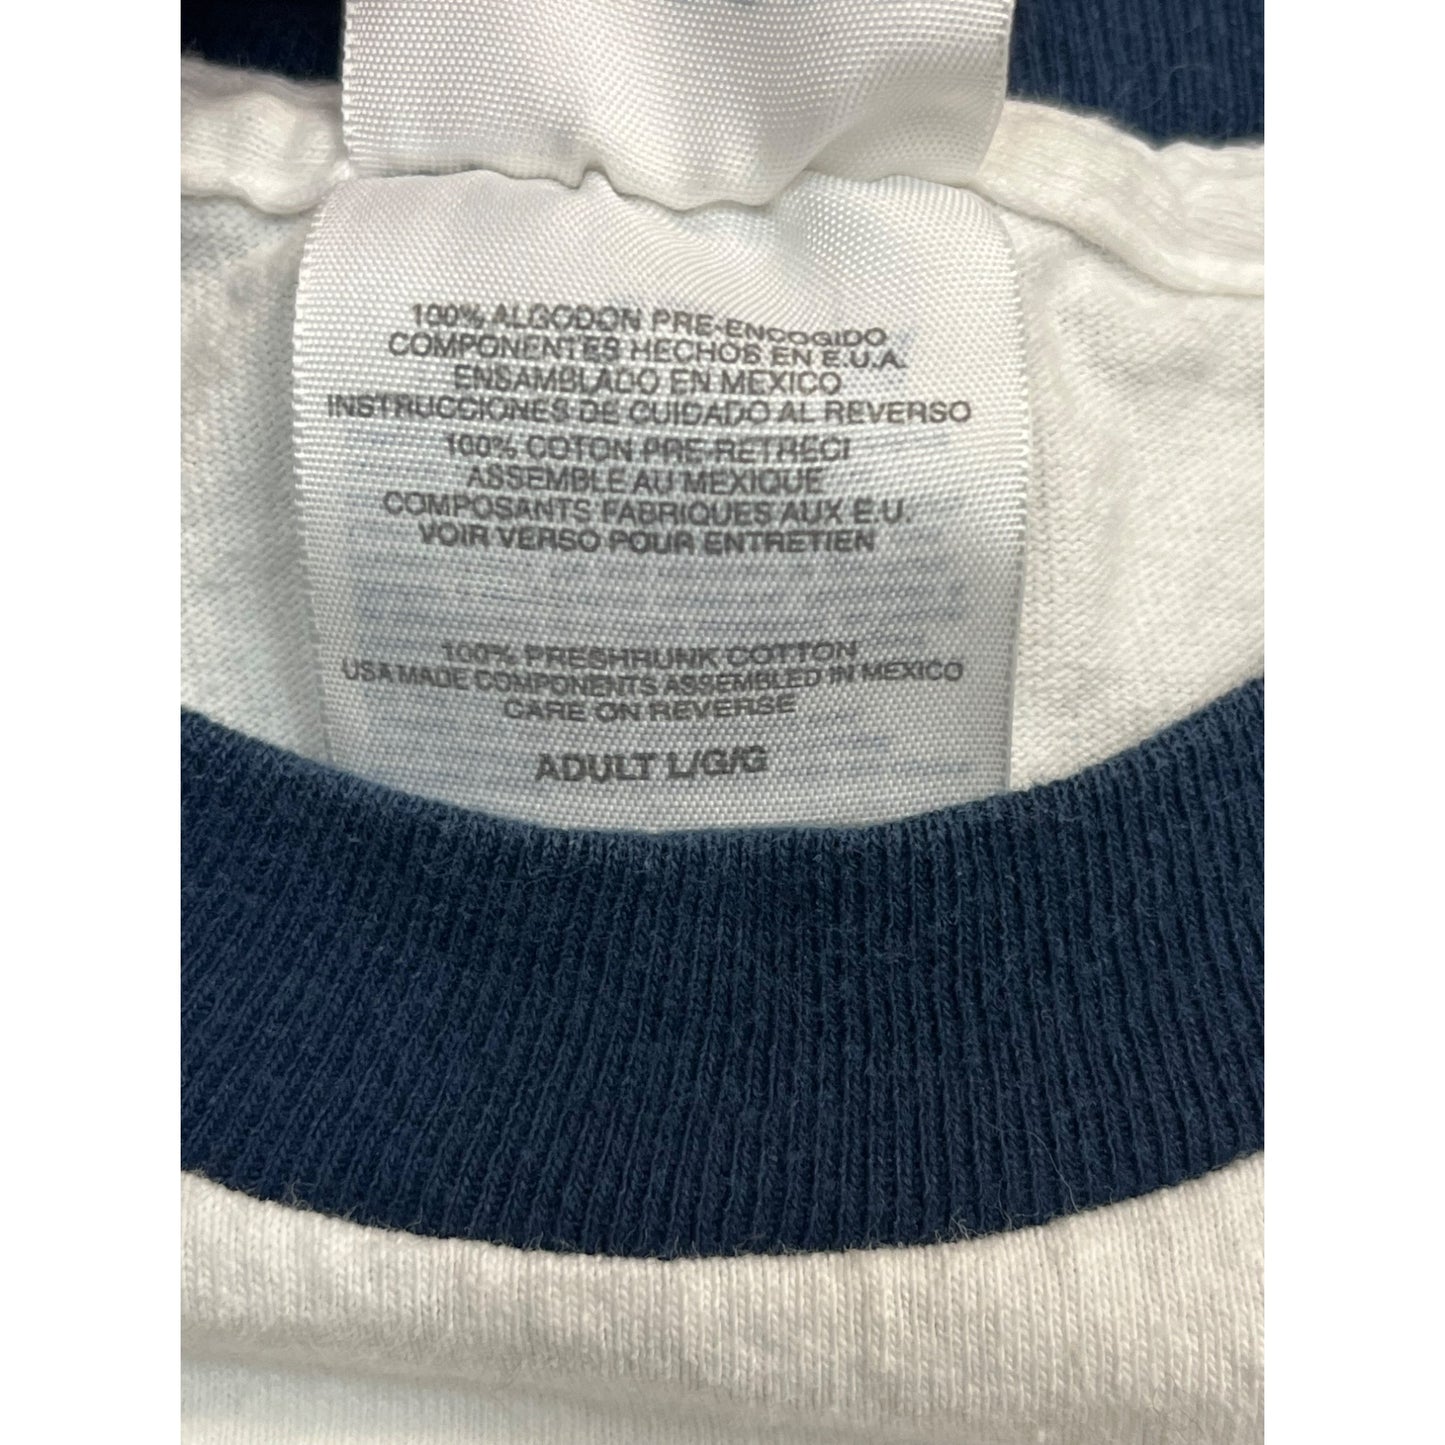 100% ALGODON PRE-ENCOGIDO
COMPONENTES HECHOS EN E.U.A.
ENSAMBLADO EN MEXICO
INSTRUCCIONES DE CUIDADO AL REVERSO
100% COTON PRE-RETRECI
ASSEMBLE AU MEXIQUE
COMPOSANTS FABRIQUES AUX E.U.
VOIR VERSO POUR ENTRETIEN
100% PRESHRUNK COTTON
USA MADE COMPONENTS ASSEMBLED IN MEXICO
CARE ON REVERSE
ADULT L/G/G